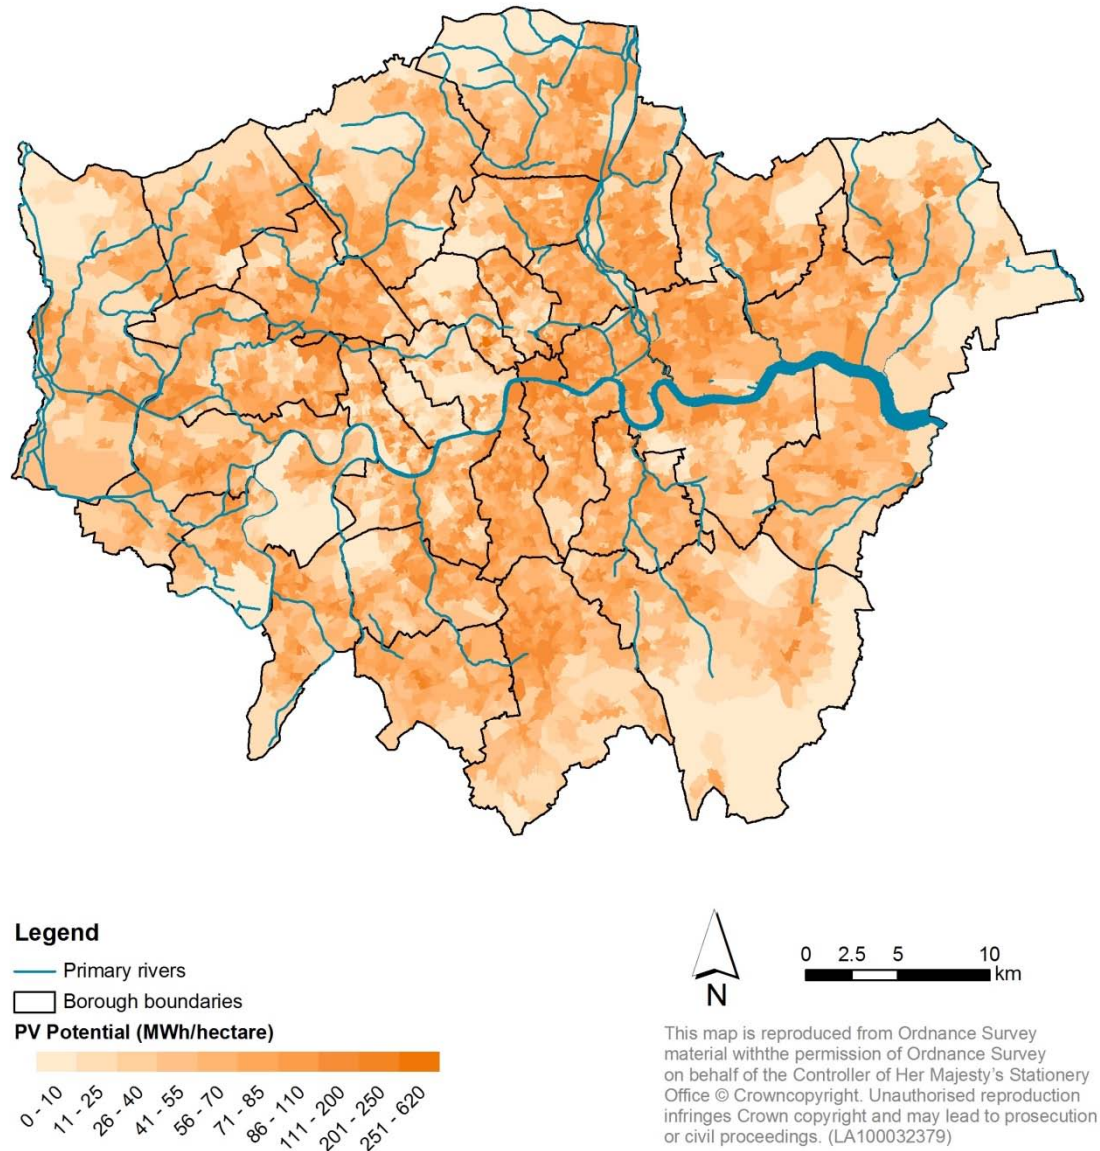 Legend
Primary rivers
Borough boundaries
PV Potential (MWh/hectare)
0 - 10
11 - 25
26 - 40
41 - 55
56 - 70
71 - 85
86 - 110
111 - 200
201 - 250
251 - 620
N
0 2.5 5 10
km
This map is reproduced from Ordnance Survey
material withthe permission of Ordnance Survey
on behalf of the Controller of Her Majesty's Stationery
Office © Crowncopyright. Unauthorised reproduction
infringes Crown copyright and may lead to prosecution
or civil proceedings. (LA100032379)